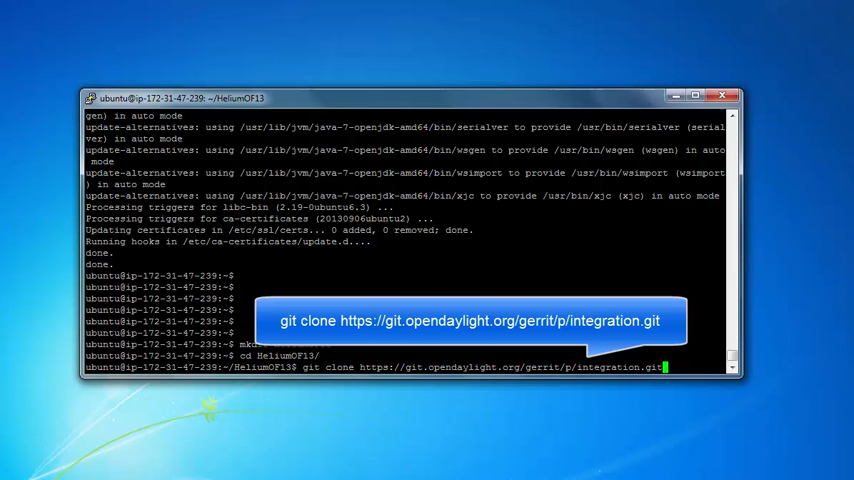 ubuntu@ip-172-31-47-239: ~/HeliumOF13
gen) in auto mode
update-alternatives: using /usr/lib/jvm/java-7-openjdk-amd64/bin/serialver to provide /usr/bin/serialver (serial
ver) in auto mode
update-alternatives: using /usr/lib/jvm/java-7-openjdk-amd64/bin/wsgen to provide /usr/bin/wsgen (wsgen) in auto
mode
update-alternatives: using /usr/lib/jvm/java-7-openjdk-amd64/bin/wsimport to provide /usr/bin/wsimport (wsimport
) in auto mode
update-alternatives: using /usr/lib/jvm/java-7-openjdk-amd64/bin/xjc to provide /usr/bin/xjc (xjc) in auto mode
Processing triggers for libc-bin (2.19-0ubuntu6.3) ...
Processing triggers for ca-certificates (20130906ubuntu2) ...
Updating certificates in /etc/ssl/certs... 0 added, 0 removed; done.
Running hooks in /etc/ca-certificates/update.d....
done.
done.
ubuntu@ip-172-31-47-239:~$
ubuntu@ip-172-31-47-239:~$
ubuntu@ip-172-31-47-239:~$
ubuntu@ip-172-31-47-239:~$
ubuntu@ip-172-31-47-239:~$
ubuntu@ip-172-31-47-239:~$
git clone https://git.opendaylight.org/gerrit/p/integration.git
ubuntu@ip-172-31-47-239:~$
ubuntu@ip-172-31-47-239:~$ cd HeliumOF13/
ubuntu@ip-172-31-47-239:~/HeliumOF13$ git clone https://git.opendaylight.org/gerrit/p/integration.git